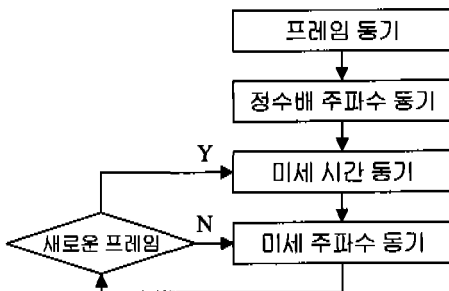 프레임 동기
정수배 주파수 동기
Y
미세 시간 동기
새로운 프레임
N
미세 주파수 동기